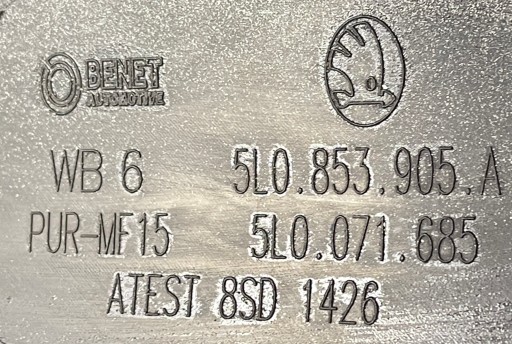 BENET
AUTOMOTIVE
WB 6 5L0.853.905.A
PUR-MF15 5L0.071.685
ATEST 8SD 1426